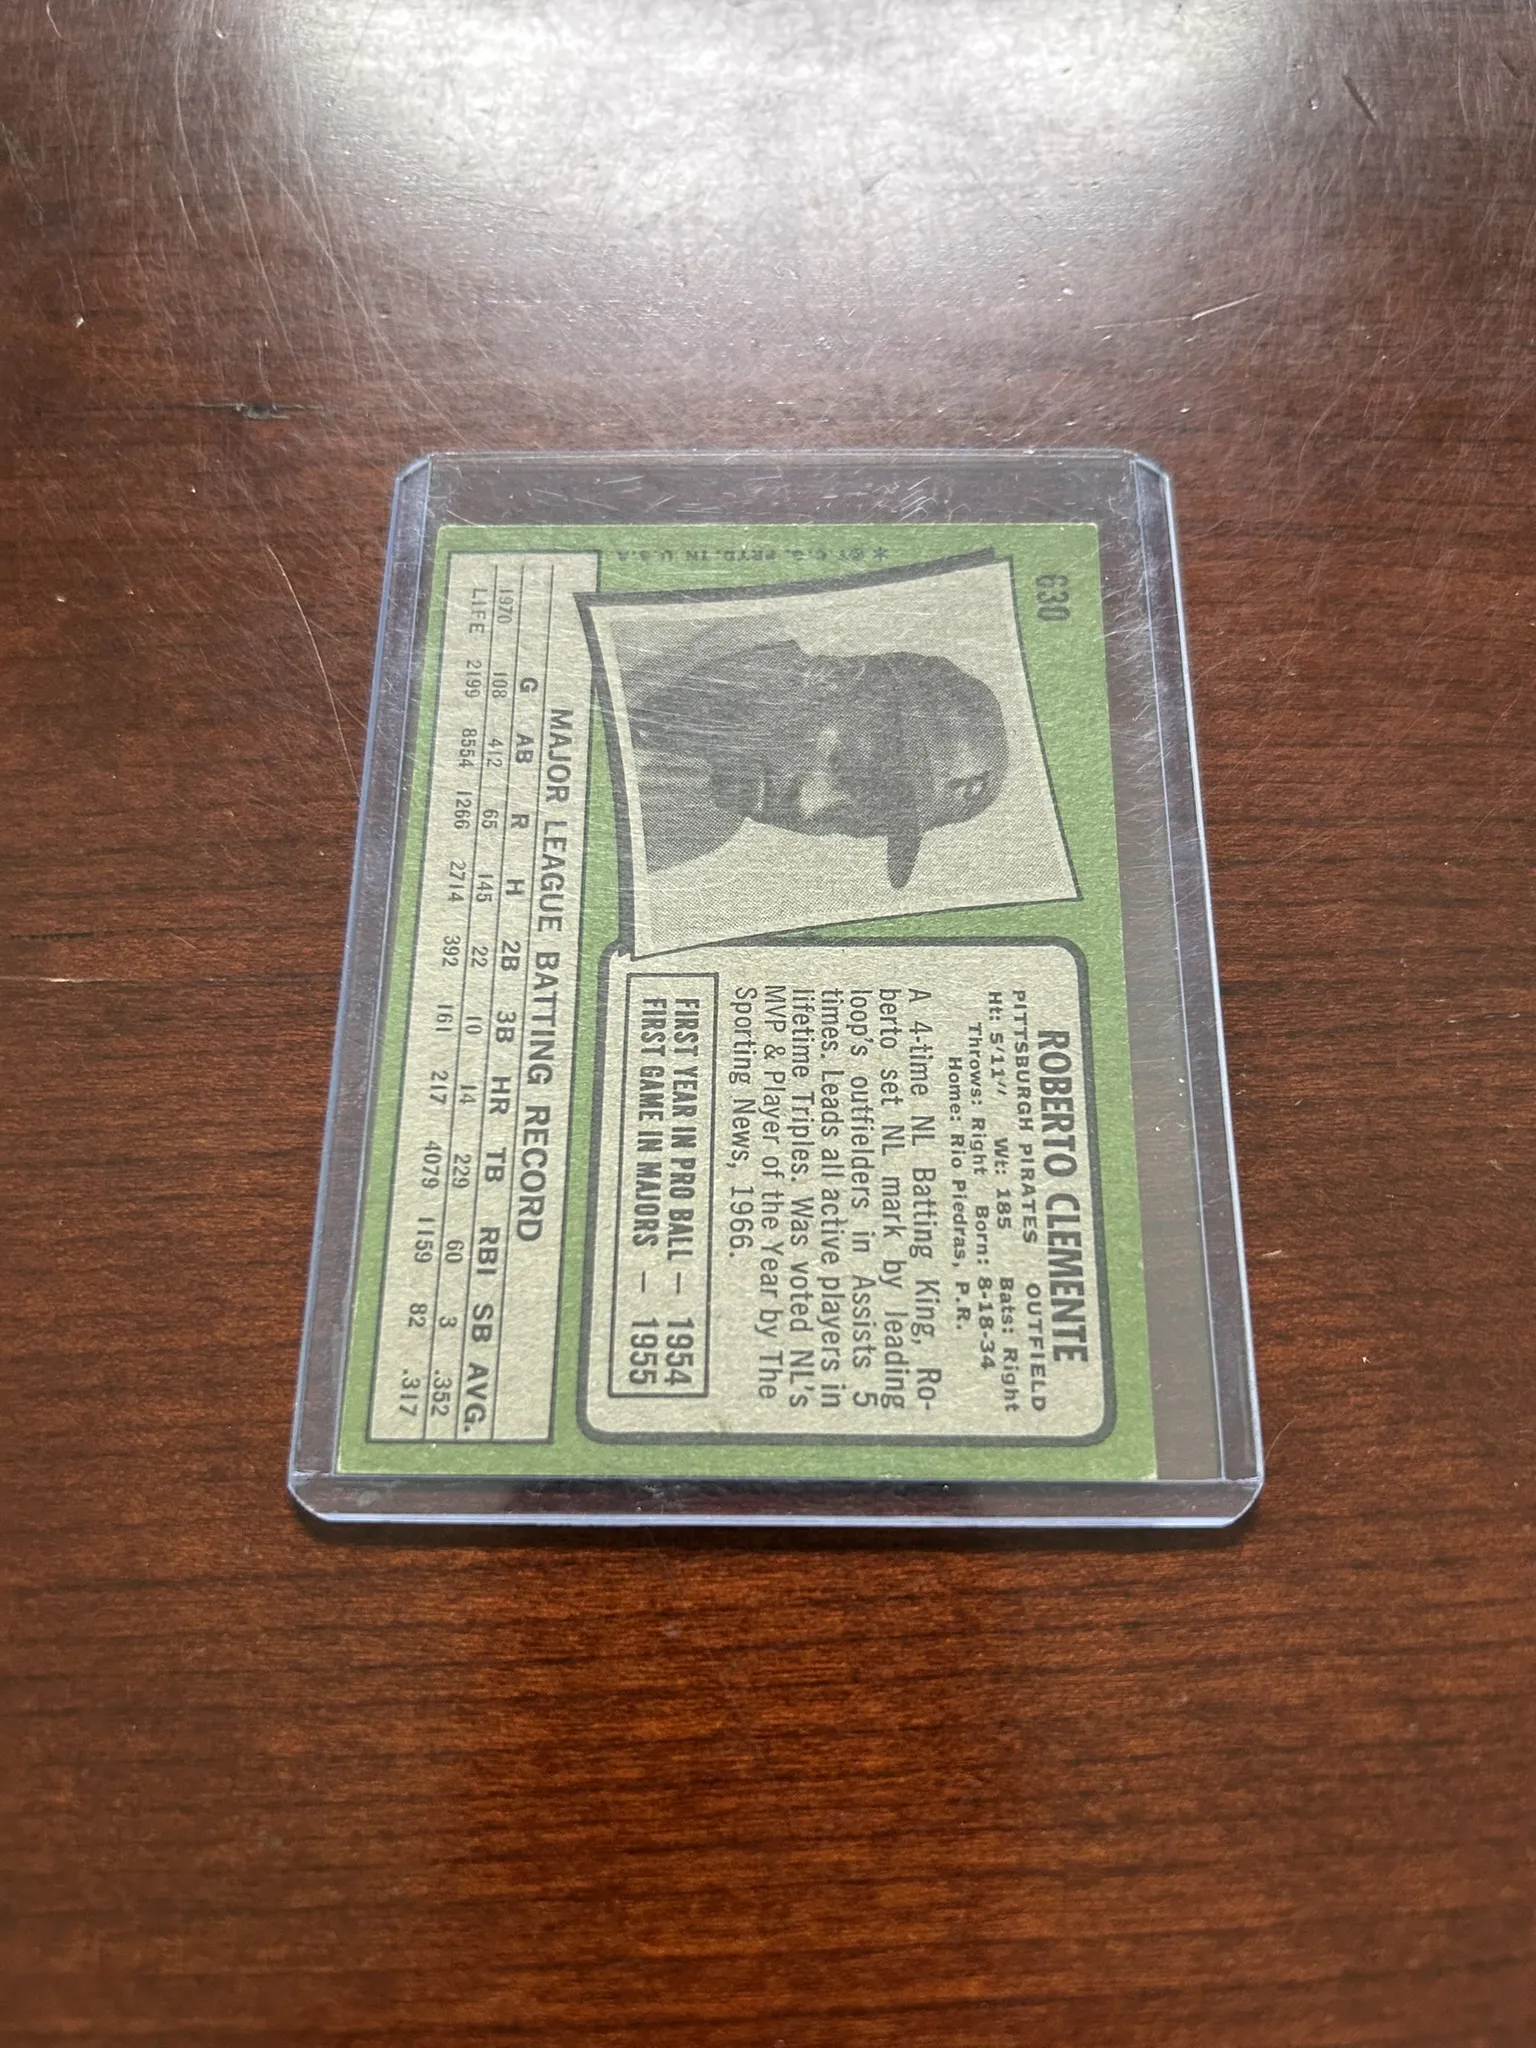 630
ROBERTO CLEMENTE
PITTSBURGH PIRATES OUTFIELD
Ht: 5'11" Wt: 185 Bats: Right
Throws: Right Born: 8-18-34
Home: Rio Piedras, P.R.
A 4-time NL Batting King, Ro-
berto set NL mark by leading
loop's outfielders in Assists 5
times. Leads all active players in
lifetime Triples. Was voted NL's
MVP & Player of the Year by The
Sporting News, 1966.
FIRST YEAR IN PRO BALL — 1954
FIRST GAME IN MAJORS — 1955
P
* © T.C.G. PRTD. IN U.S.A
MAJOR LEAGUE BATTING RECORD
G AB R H 2B 3B HR TB RBI SB AVG.
1970 108 412 65 145 22 10 14 229 60 3 .352
LIFE 2199 8554 1266 2714 392 161 217 4079 1159 82 .317